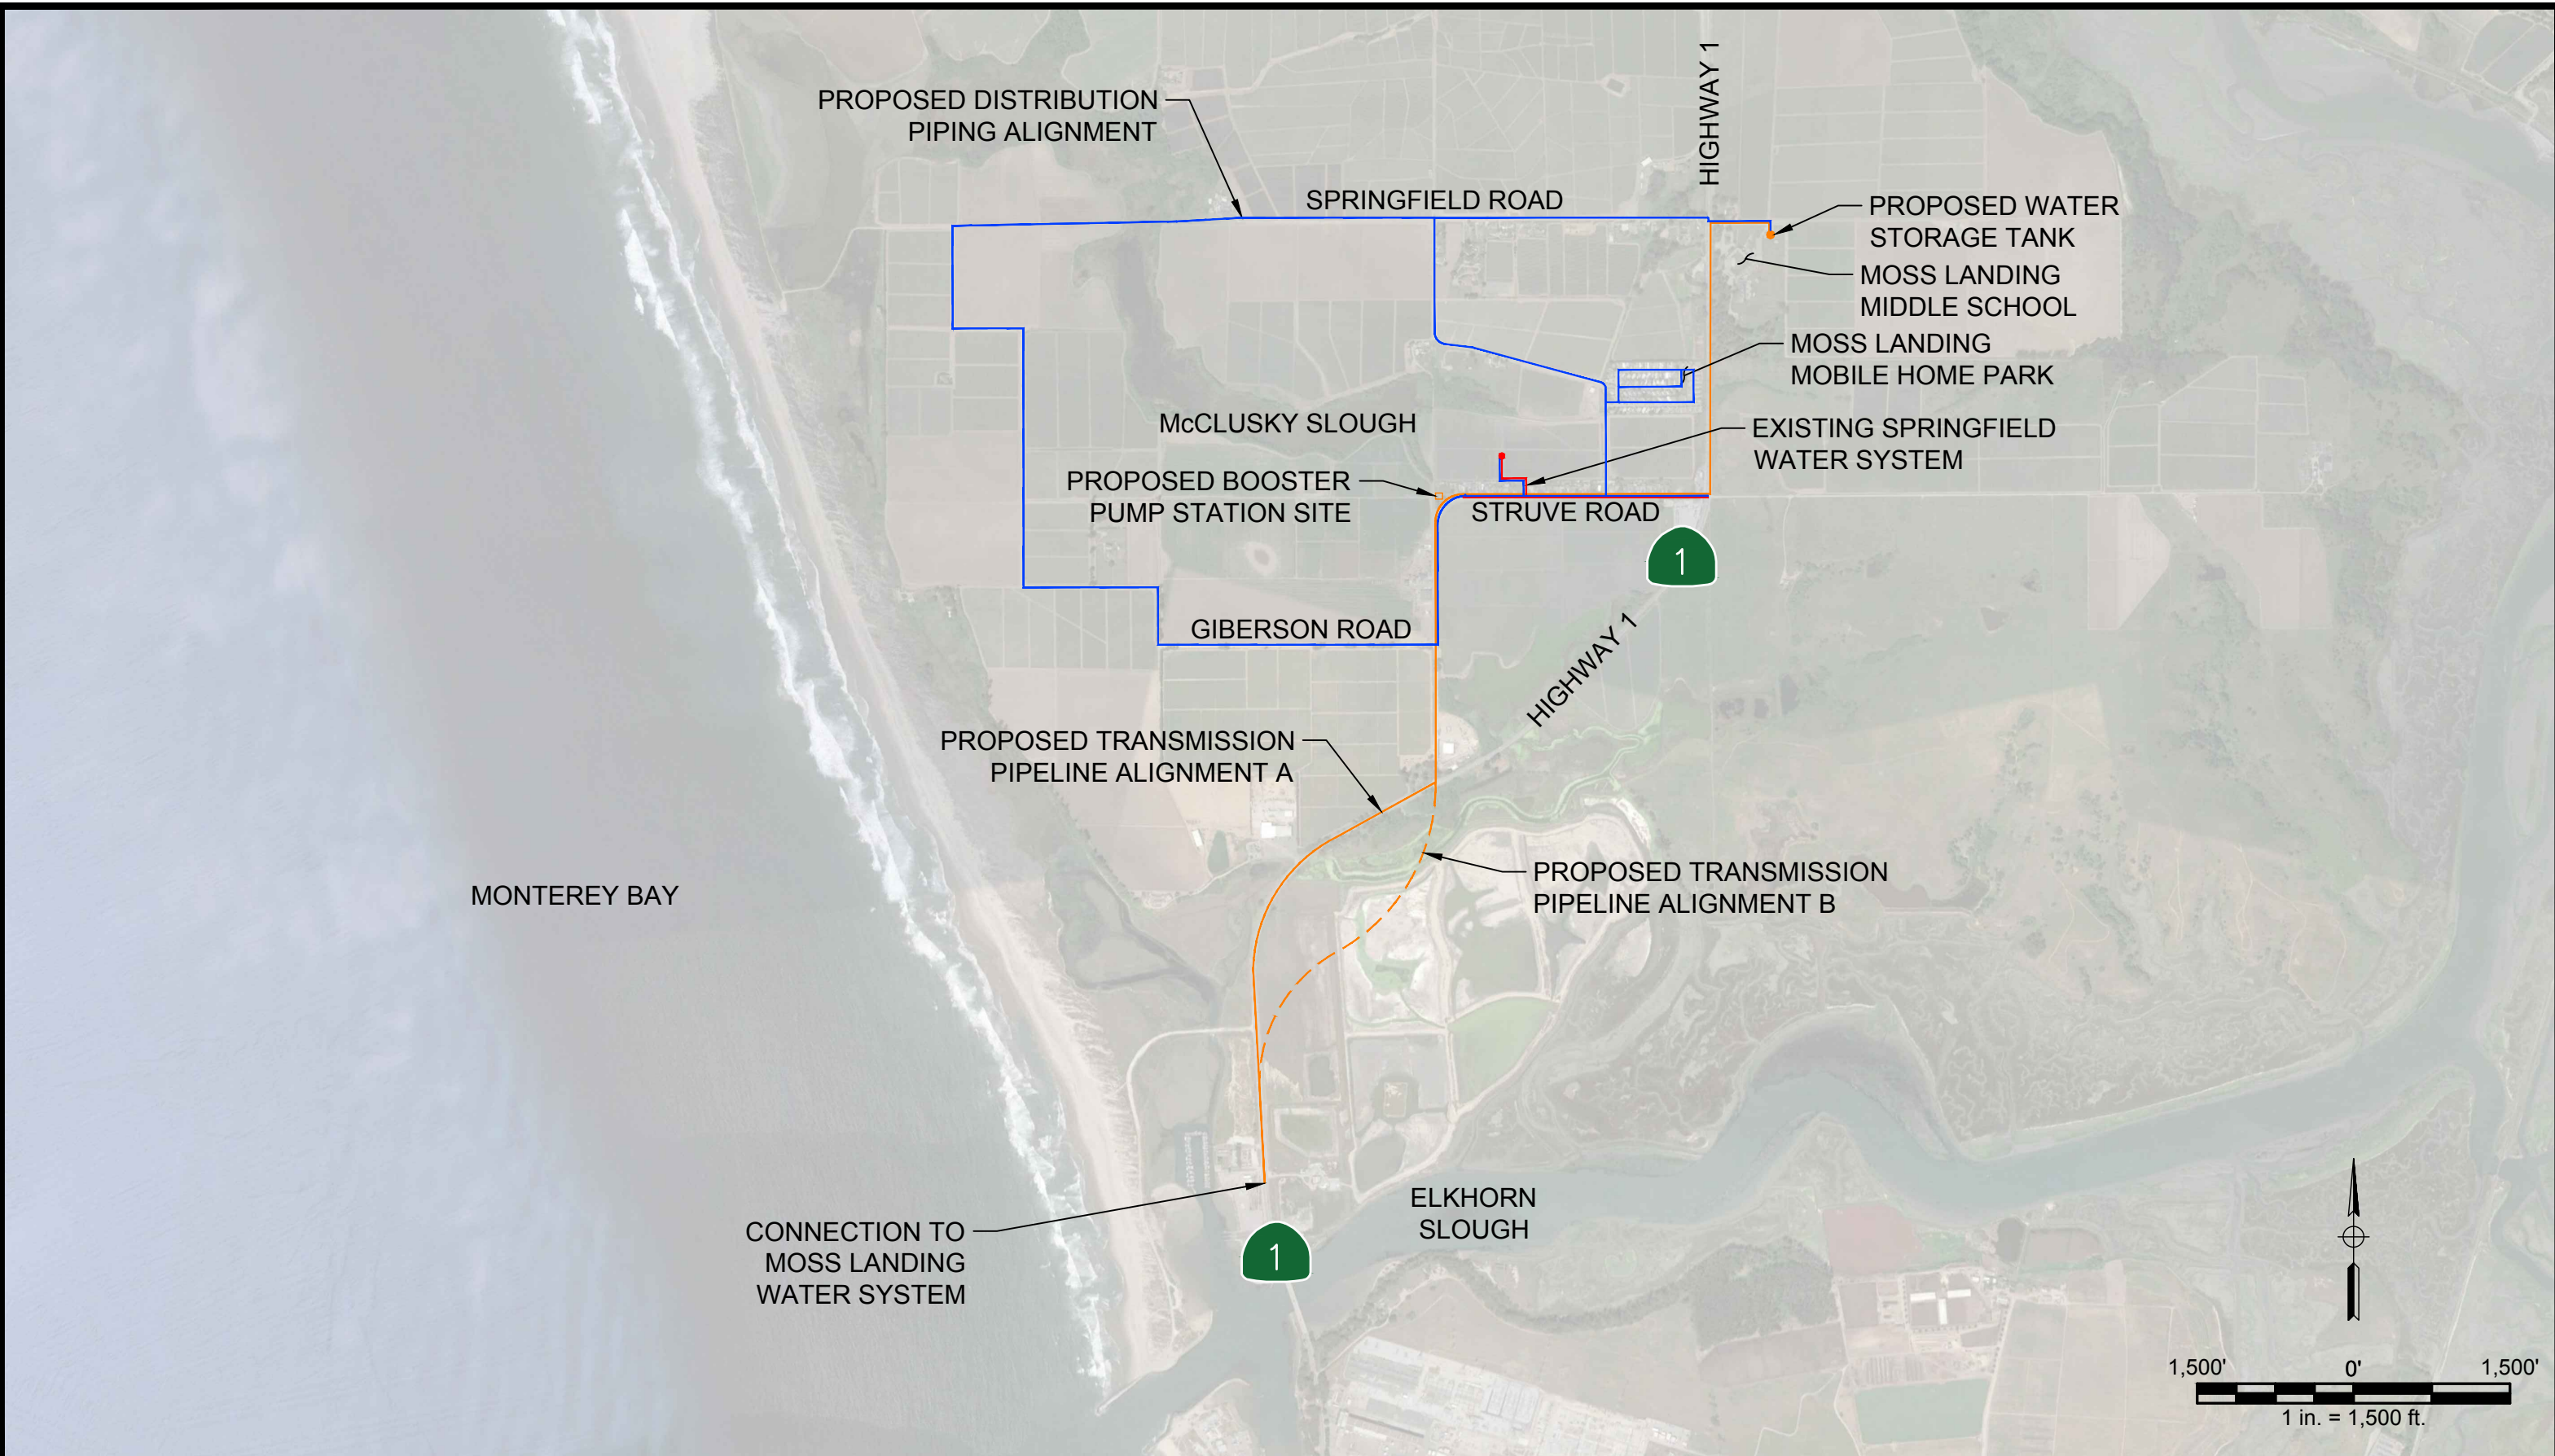 HIGHWAY 1
PROPOSED DISTRIBUTION
PIPING ALIGNMENT
SPRINGFIELD ROAD
PROPOSED WATER
STORAGE TANK
MOSS LANDING
MIDDLE SCHOOL
MOSS LANDING
MOBILE HOME PARK
McCLUSKY SLOUGH
EXISTING SPRINGFIELD
WATER SYSTEM
PROPOSED BOOSTER
PUMP STATION SITE
STRUVE ROAD
1
GIBERSON ROAD
HIGHWAY 1
PROPOSED TRANSMISSION
PIPELINE ALIGNMENT A
PROPOSED TRANSMISSION
PIPELINE ALIGNMENT B
MONTEREY BAY
ELKHORN
SLOUGH
CONNECTION TO
MOSS LANDING
WATER SYSTEM
1
1,500' 0' 1,500'
1 in. = 1,500 ft.